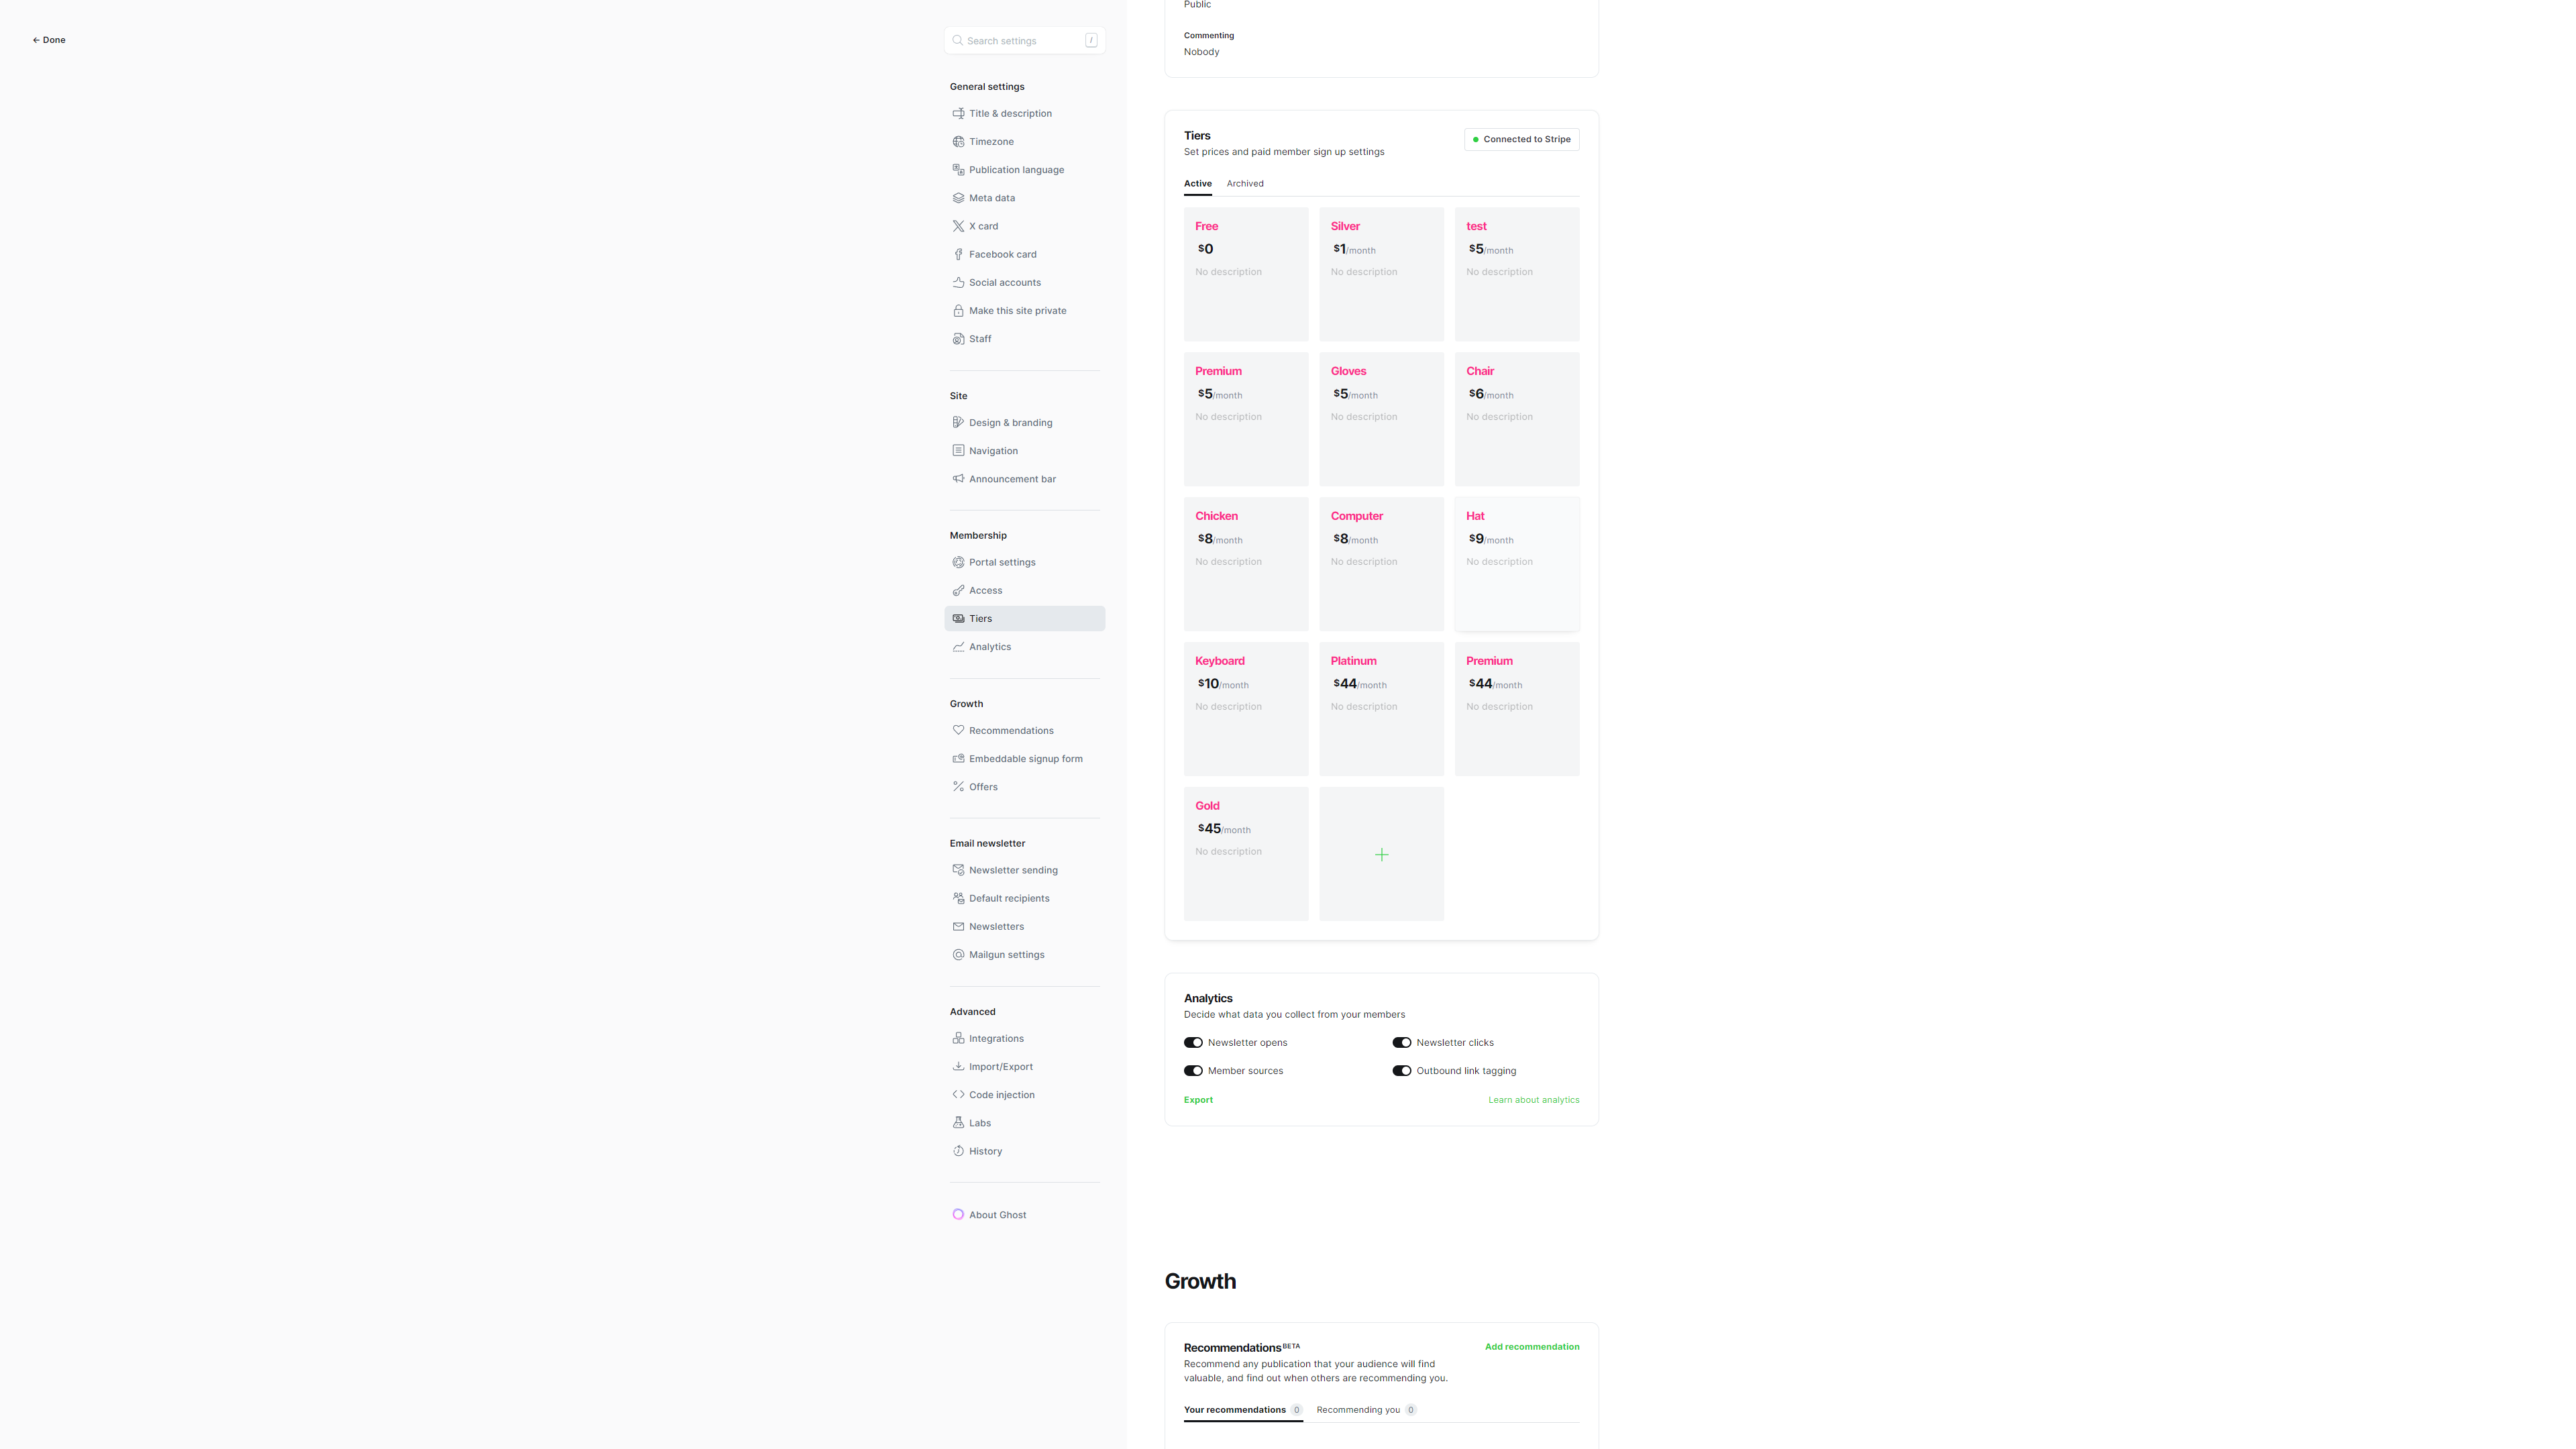 ← Done
Search settings /
General settings
Title & description
Timezone
Publication language
Meta data
X card
Facebook card
Social accounts
Make this site private
Staff
Site
Design & branding
Navigation
Announcement bar
Membership
Portal settings
Access
Tiers
Analytics
Growth
Recommendations
Embeddable signup form
Offers
Email newsletter
Newsletter sending
Default recipients
Newsletters
Mailgun settings
Advanced
Integrations
Import/Export
Code injection
Labs
History
About Ghost
Public
Commenting
Nobody
Tiers
Connected to Stripe
Set prices and paid member sign up settings
Active Archived
Free
$0
No description
Silver
$1/month
No description
test
$5/month
No description
Premium
$5/month
No description
Gloves
$5/month
No description
Chair
$6/month
No description
Chicken
$8/month
No description
Computer
$8/month
No description
Hat
$9/month
No description
Keyboard
$10/month
No description
Platinum
$44/month
No description
Premium
$44/month
No description
Gold
$45/month
No description
Analytics
Decide what data you collect from your members
Newsletter opens
Newsletter clicks
Member sources
Outbound link tagging
Export
Learn about analytics
Growth
Recommendations BETA
Add recommendation
Recommend any publication that your audience will find
valuable, and find out when others are recommending you.
Your recommendations 0
Recommending you 0